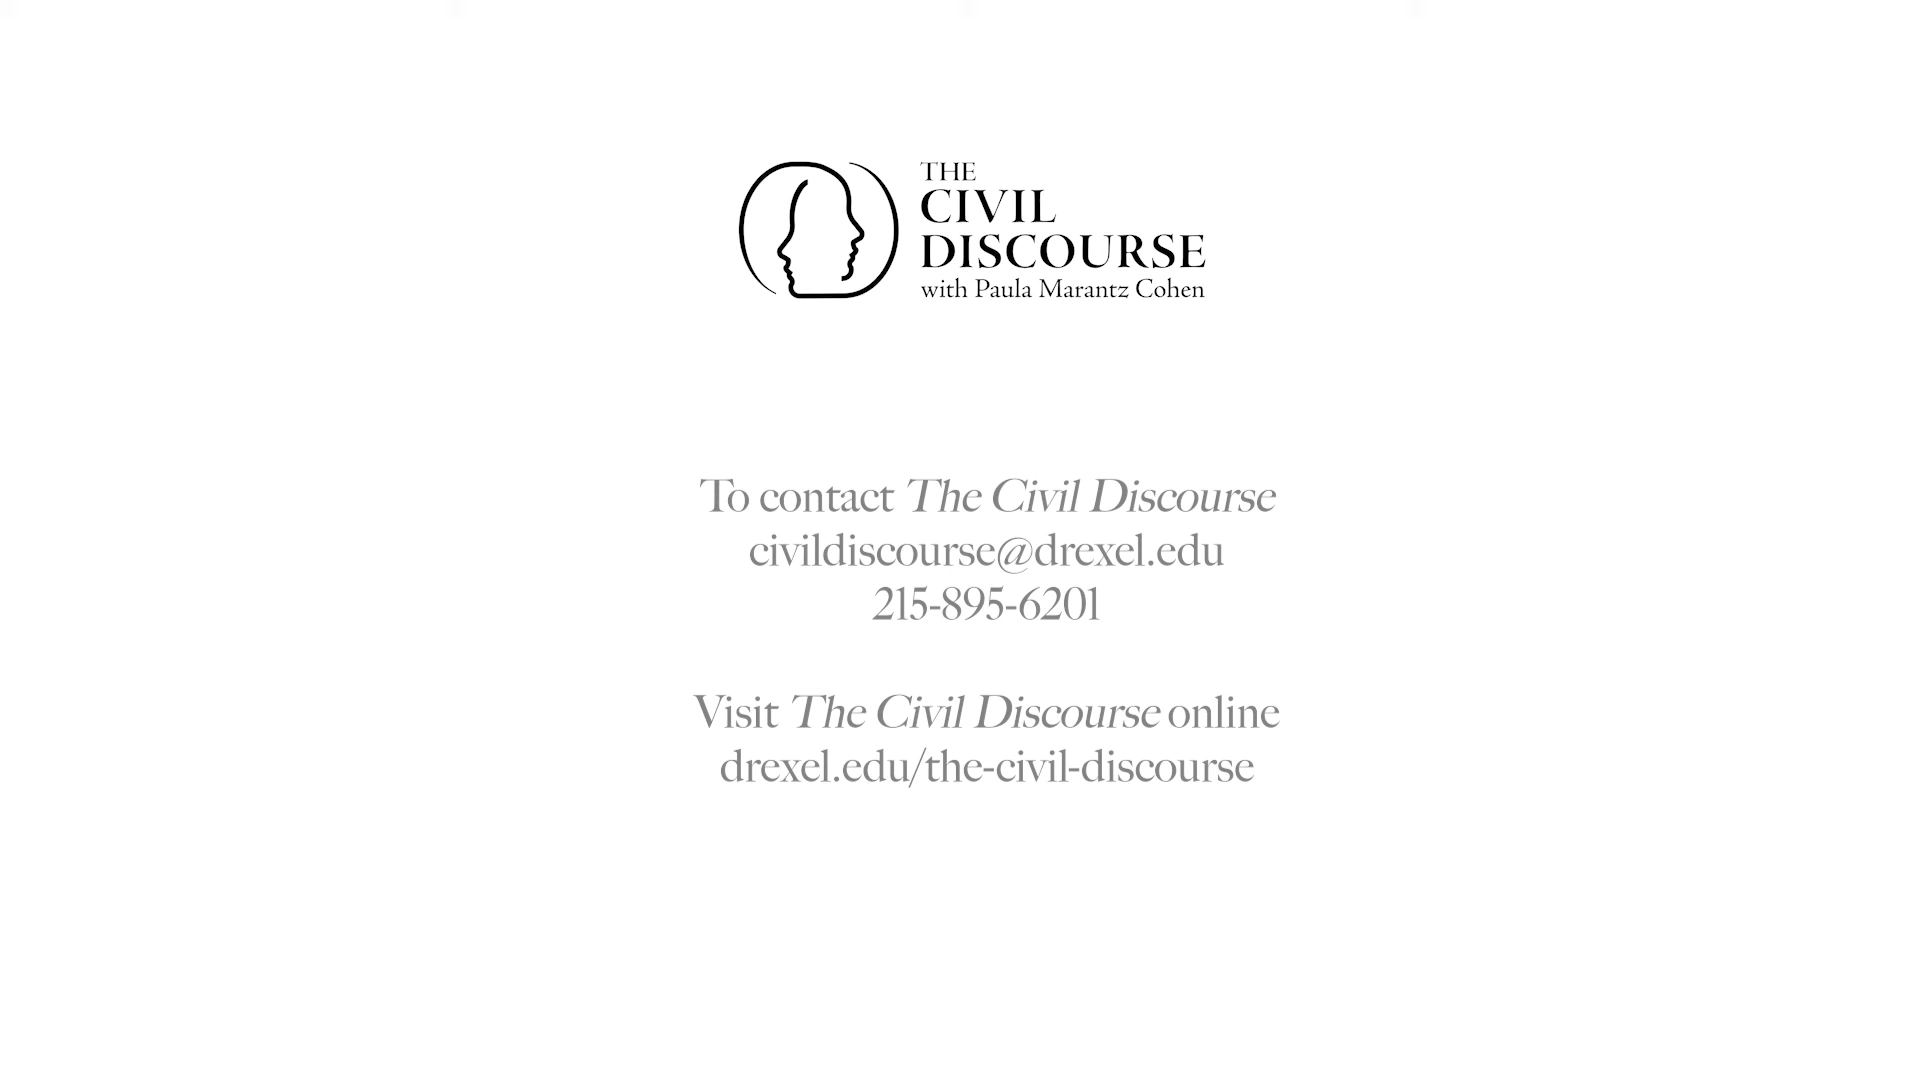 THE
CIVIL
DISCOURSE
with Paula Marantz Cohen
To contact The Civil Discourse
civildiscourse@drexel.edu
215-895-6201
Visit The Civil Discourse online
drexel.edu/the-civil-discourse